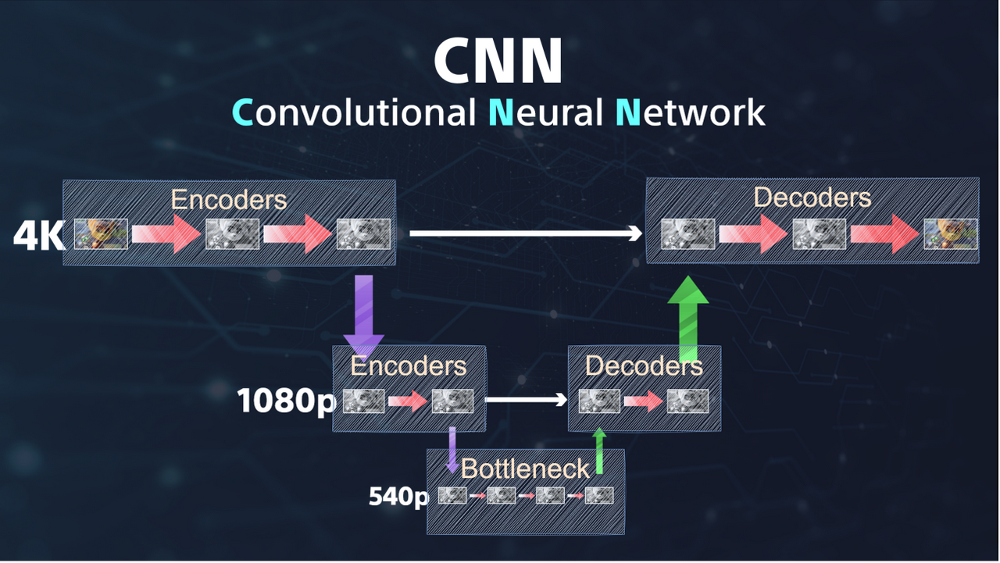 CNN
Convolutional Neural Network
Encoders
Decoders
4K
Encoders
Decoders
1080p
Bottleneck
540p